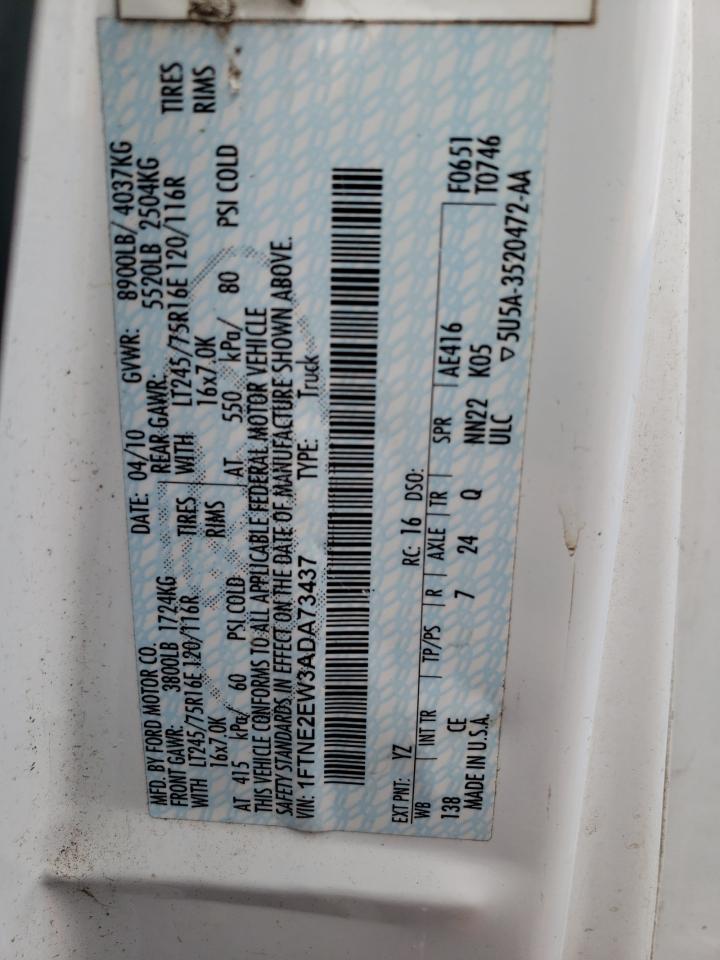 MFD. BY FORD MOTOR CO. DATE: 04/10 GVWR: 8900LB/ 4037KG
FRONT GAWR: 3800LB 1724KG REAR GAWR: 5520LB 2504KG
WITH LT245/75R16E 120/116R TIRES WITH LT245/75R16E 120/116R TIRES
16x7.0K RIMS 16x7.0K RIMS
AT 415 kPa/ 60 PSI COLD AT 550 kPa/ 80 PSI COLD
THIS VEHICLE CONFORMS TO ALL APPLICABLE FEDERAL MOTOR VEHICLE
SAFETY STANDARDS IN EFFECT ON THE DATE OF MANUFACTURE SHOWN ABOVE.
VIN: 1FTNE2EW3ADA73437 TYPE: Truck
EXT PNT: YZ RC: 16 DSO: F0651
WB INT TR TP/PS R AXLE TR SPR AE416 T0746
138 CE 7 24 Q NN22 K05
MADE IN U.S.A. ULC ▽5U5A-3520472-AA